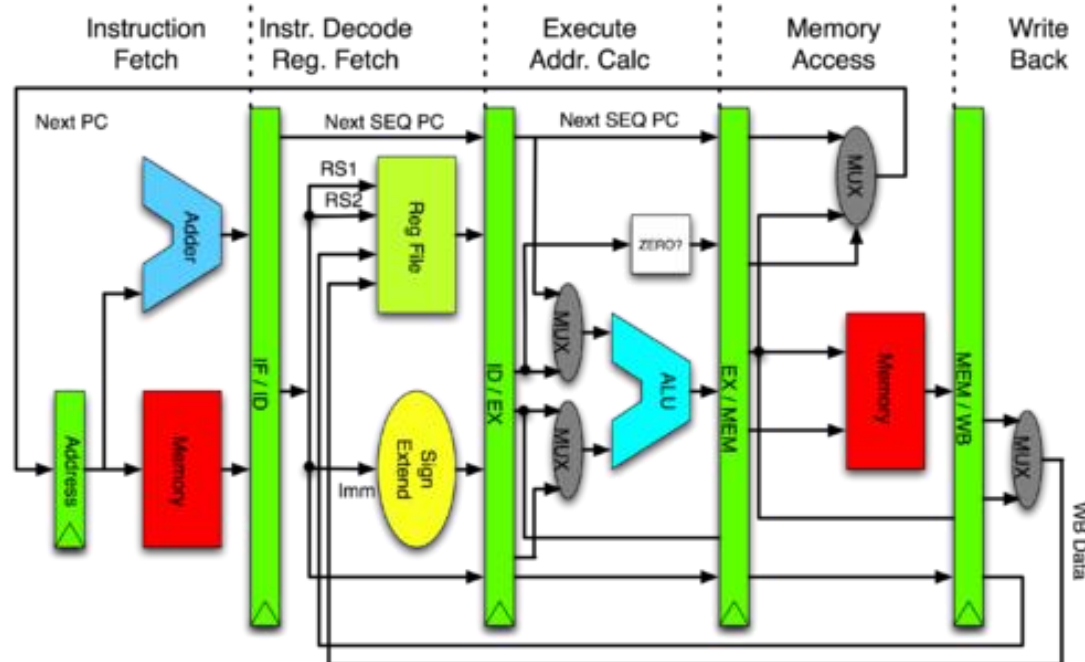 Instruction
Fetch
Instr. Decode
Reg. Fetch
Execute
Addr. Calc
Memory
Access
Write
Back
Next PC
Next SEQ PC
Next SEQ PC
RS1
RS2
Adder
Reg File
ZERO?
MUX
MUX
MUX
ALU
Memory
IF / ID
ID / EX
EX / MEM
MEM / WB
Address
Memory
Imm
Sign
Extend
MUX
WB Data